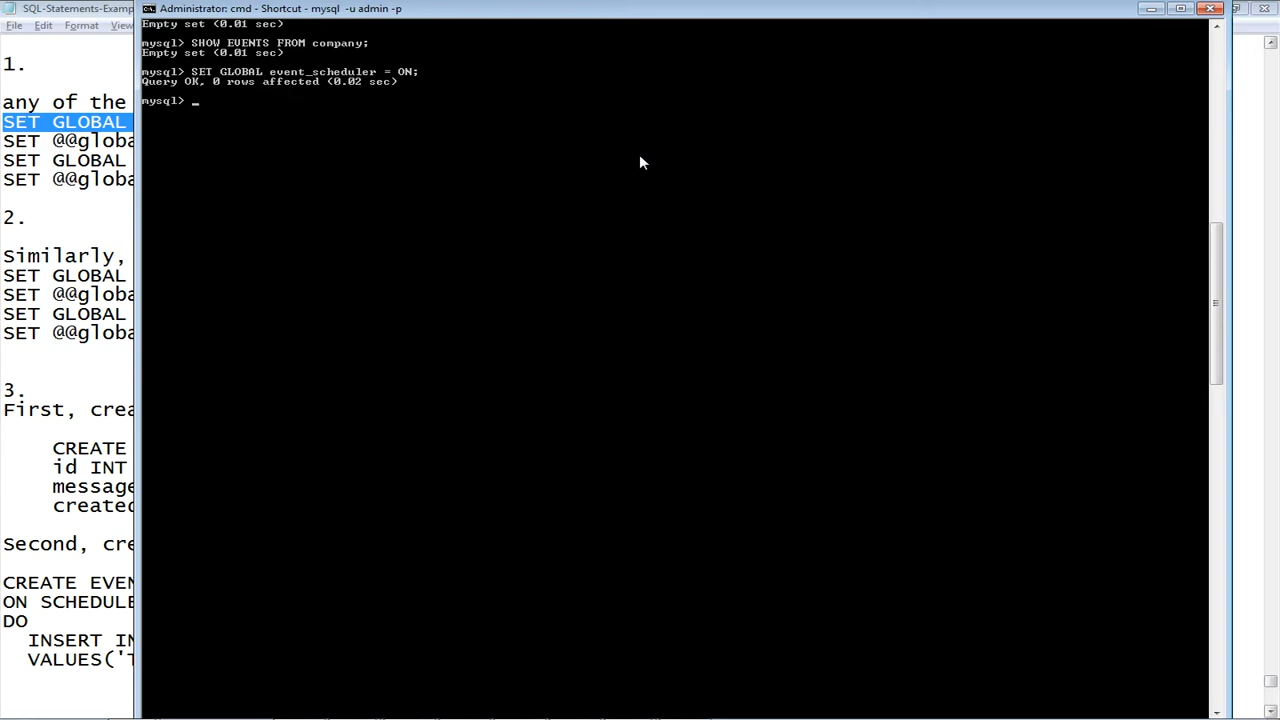 SQL-Statements-Examp
File Edit Format View
1.
any of the
SET GLOBAL
SET @@globa
SET GLOBAL
SET @@globa
2.
Similarly,
SET GLOBAL
SET @@globa
SET GLOBAL
SET @@globa
3.
First, crea
CREATE
id INT
message
created
Second, cre
CREATE EVEN
ON SCHEDULE
DO
INSERT IN
VALUES('T
Administrator: cmd - Shortcut - mysql -u admin -p
Empty set (0.01 sec)
mysql> SHOW EVENTS FROM company;
Empty set (0.01 sec)
mysql> SET GLOBAL event_scheduler = ON;
Query OK, 0 rows affected (0.02 sec)
mysql> _